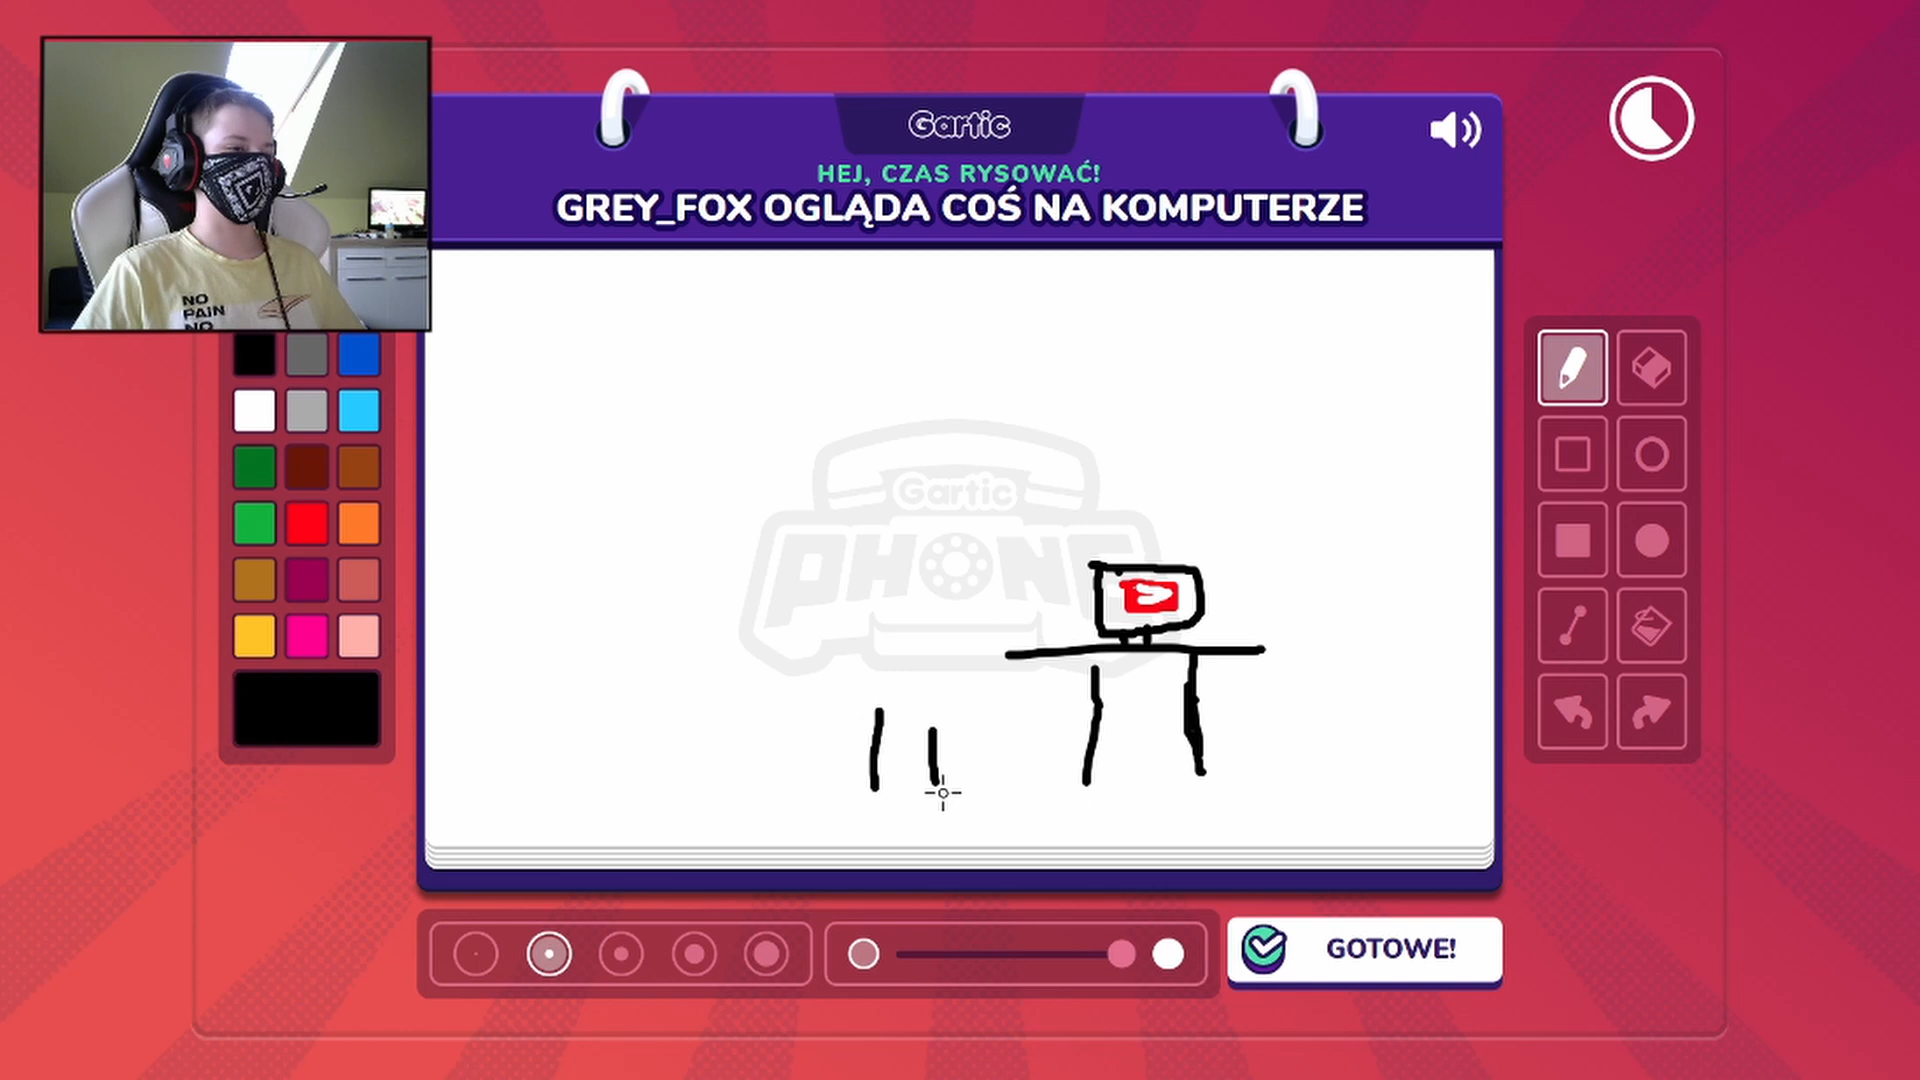 Gartic
HEJ, CZAS RYSOWAĆ!
GREY_FOX OGLĄDA COŚ NA KOMPUTERZE
NO
PAIN
NO
Gartic
PHONE
GOTOWE!